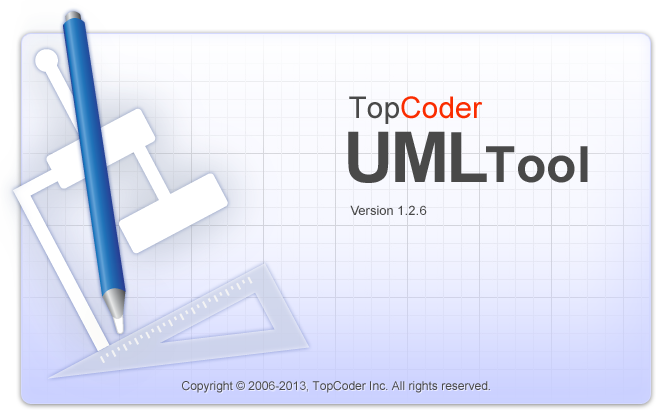 TopCoder
UMLTool
Version 1.2.6
Copyright © 2006-2013, TopCoder Inc. All rights reserved.